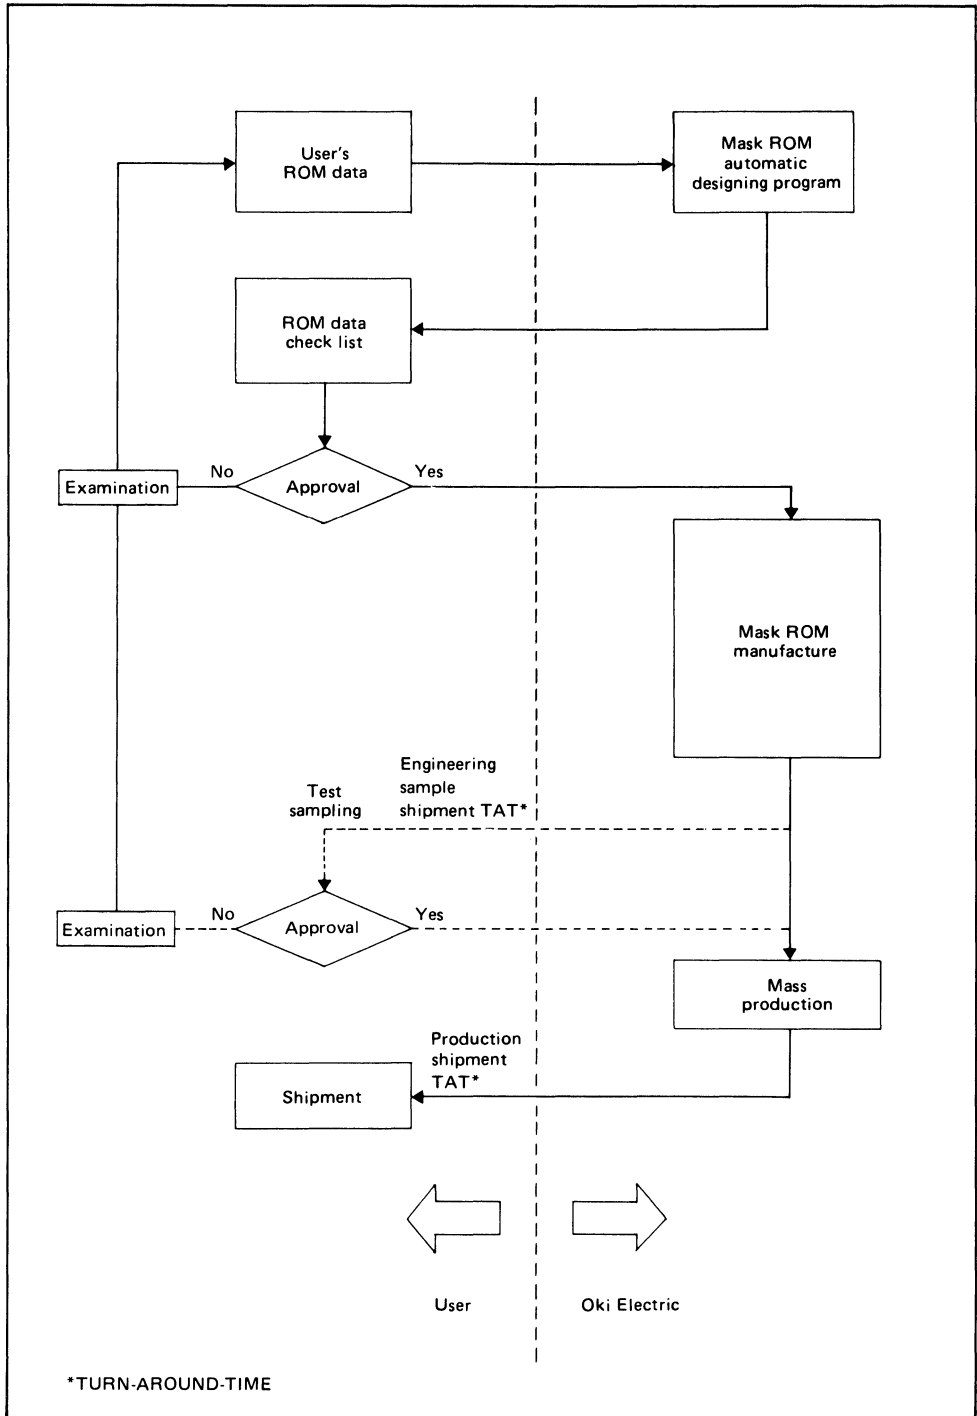 User's
ROM data
Mask ROM
automatic
designing program
ROM data
check list
No
Yes
Examination
Approval
Mask ROM
manufacture
Engineering
sample
shipment TAT*
Test
sampling
No
Yes
Examination
Approval
Mass
production
Production
shipment
TAT*
Shipment
User
Oki Electric
*TURN-AROUND-TIME